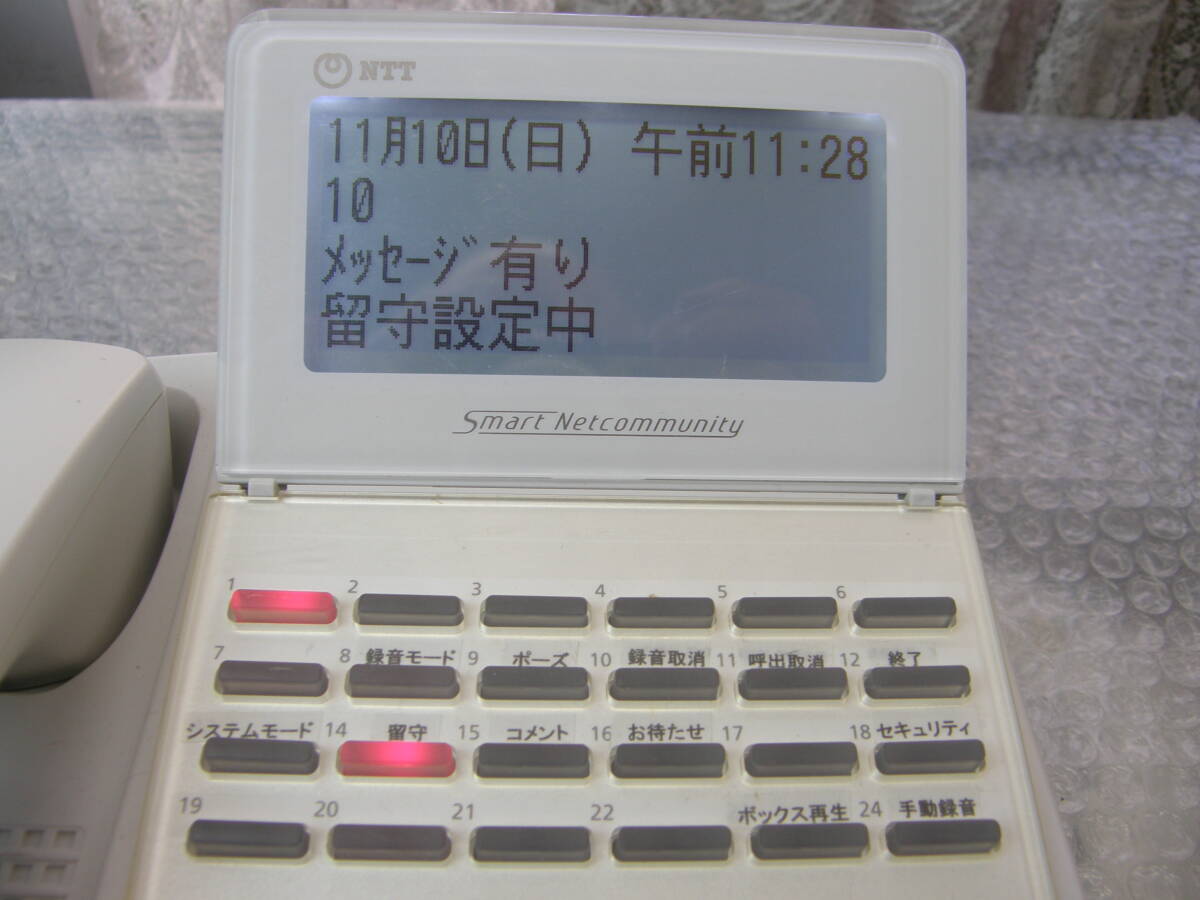 NTT
11月10日(日) 午前11:28
10
ﾒｯｾｰｼﾞ有り
留守設定中
Smart Netcommunity
1 2 3 4 5 6
7 8 録音モード 9 ポーズ 10 録音取消 11 呼出取消 12 終了
システムモード 14 留守 15 コメント 16 お待たせ 17 18 セキュリティ
19 20 21 22 ボックス再生 24 手動録音